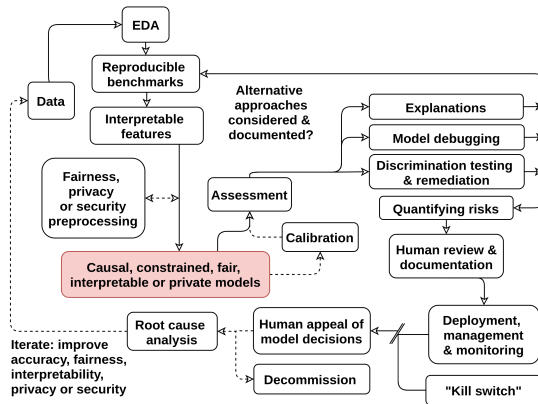 EDA
Reproducible
benchmarks
Data
Interpretable
features
Alternative
approaches
considered &
documented?
Explanations
Model debugging
Discrimination testing
& remediation
Fairness,
privacy
or security
preprocessing
Assessment
Quantifying risks
Calibration
Human review &
documentation
Causal, constrained, fair,
interpretable or private models
Root cause
analysis
Human appeal of
model decisions
Deployment,
management
& monitoring
Iterate: improve
accuracy, fairness,
interpretability,
privacy or security
Decommission
"Kill switch"